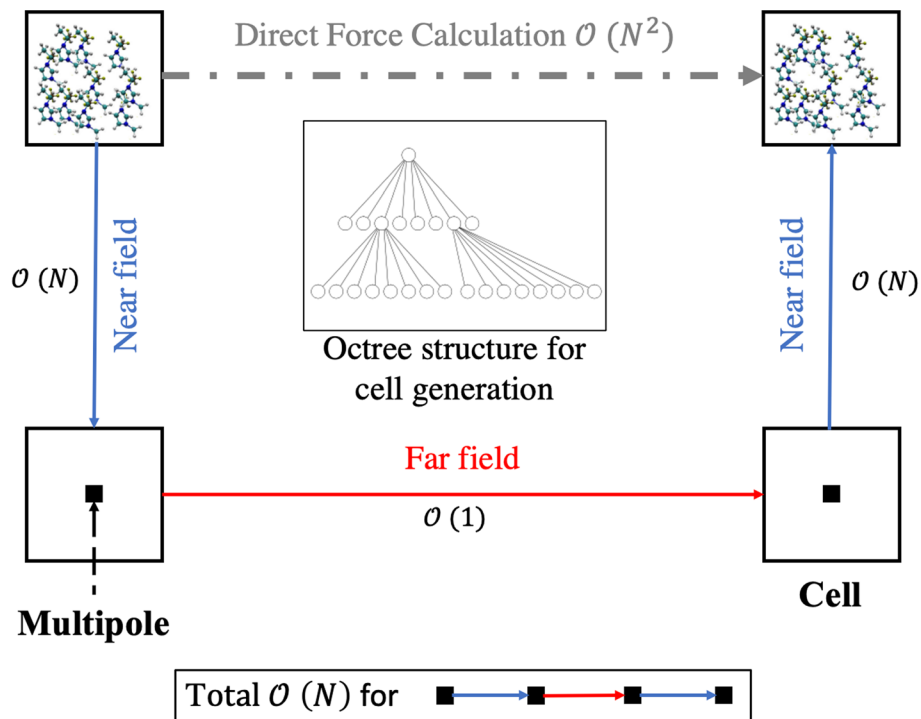 Direct Force Calculation 𝒪 (N²)
𝒪 (N)
Near field
Near field
𝒪 (N)
Octree structure for
cell generation
Far field
𝒪 (1)
Multipole
Cell
Total 𝒪 (N) for